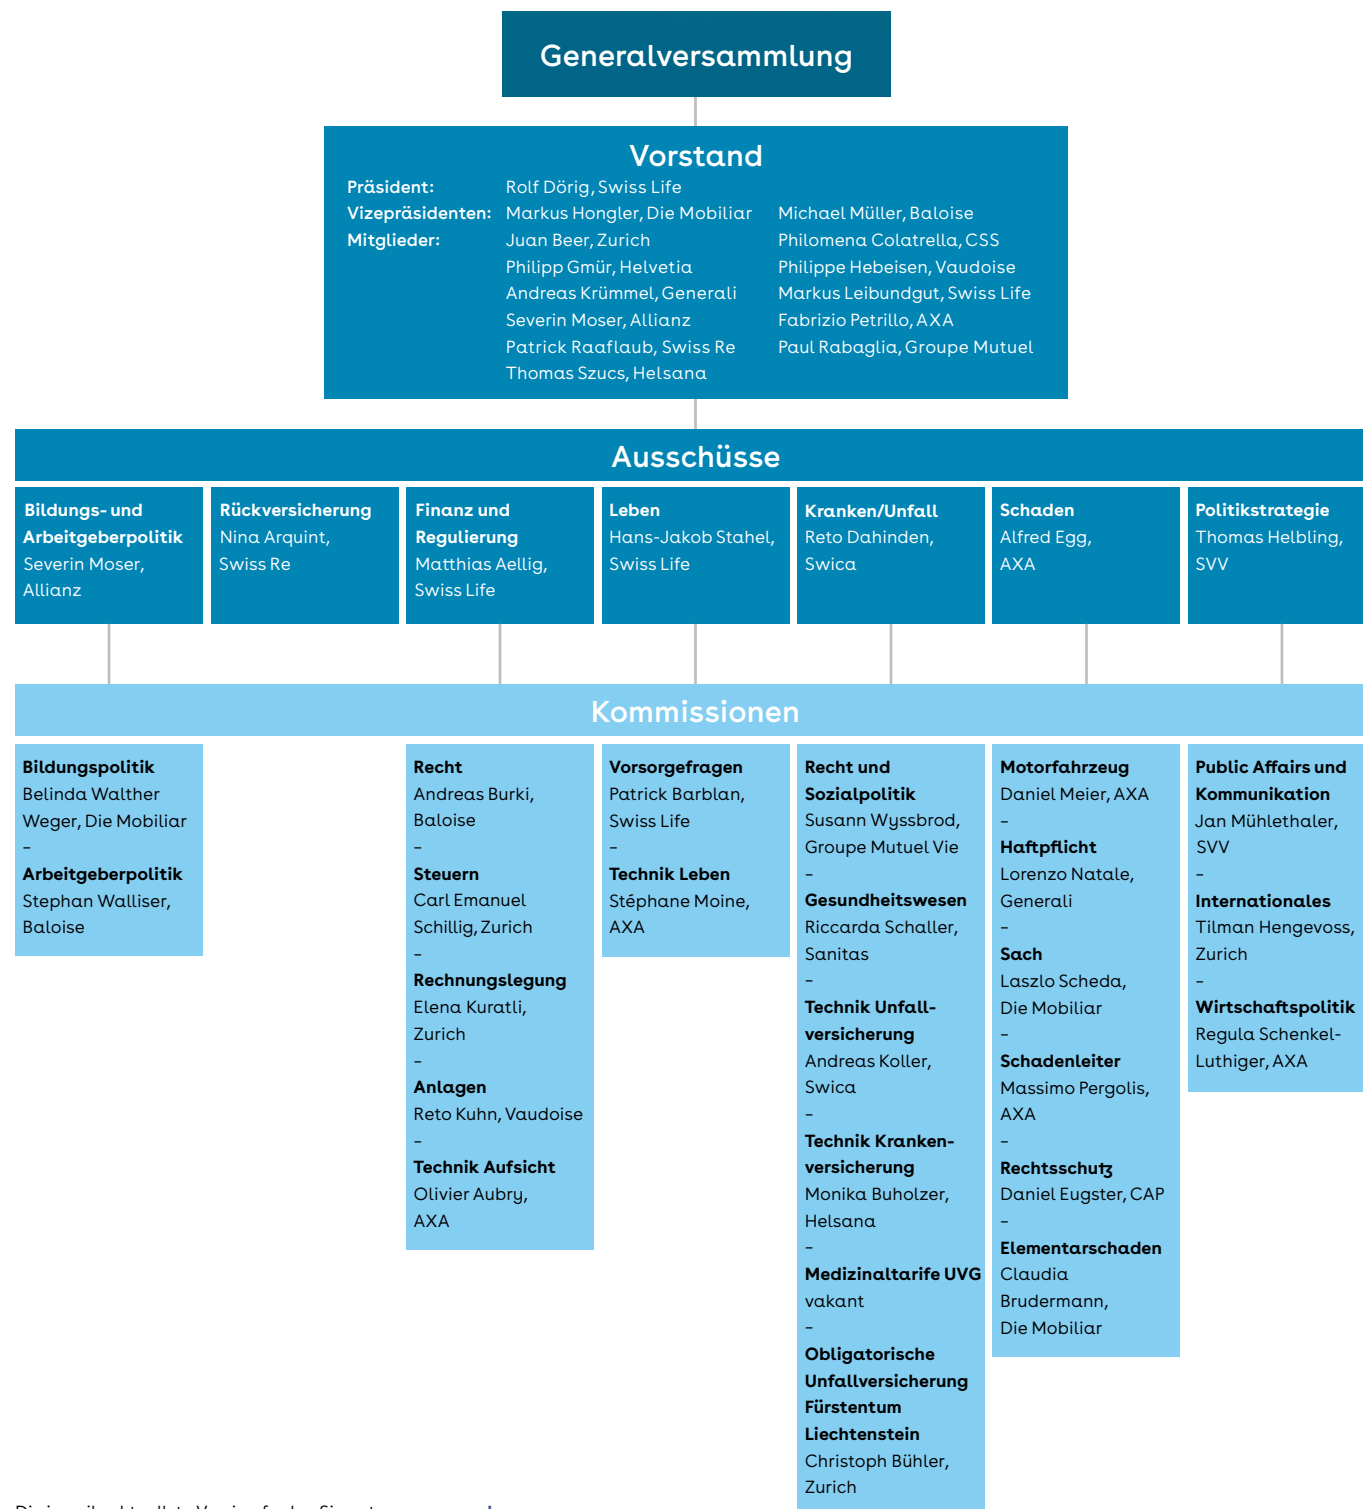 Generalversammlung
Vorstand
Präsident: Rolf Dörig, Swiss Life
Vizepräsidenten: Markus Hongler, Die Mobiliar Michael Müller, Baloise
Mitglieder: Juan Beer, Zurich Philomena Colatrella, CSS
Philipp Gmür, Helvetia Philippe Hebeisen, Vaudoise
Andreas Krümmel, Generali Markus Leibundgut, Swiss Life
Severin Moser, Allianz Fabrizio Petrillo, AXA
Patrick Raaflaub, Swiss Re Paul Rabaglia, Groupe Mutuel
Thomas Szucs, Helsana
Ausschüsse
Bildungs- und
Arbeitgeberpolitik
Severin Moser,
Allianz
Rückversicherung
Nina Arquint,
Swiss Re
Finanz und
Regulierung
Matthias Aellig,
Swiss Life
Leben
Hans-Jakob Stahel,
Swiss Life
Kranken/Unfall
Reto Dahinden,
Swica
Schaden
Alfred Egg,
AXA
Politikstrategie
Thomas Helbling,
SVV
Kommissionen
Bildungspolitik
Belinda Walther
Weger, Die Mobiliar
–
Arbeitgeberpolitik
Stephan Walliser,
Baloise
Recht
Andreas Burki,
Baloise
–
Steuern
Carl Emanuel
Schillig, Zurich
–
Rechnungslegung
Elena Kuratli,
Zurich
–
Anlagen
Reto Kuhn, Vaudoise
–
Technik Aufsicht
Olivier Aubry,
AXA
Vorsorgefragen
Patrick Barblan,
Swiss Life
–
Technik Leben
Stéphane Moine,
AXA
Recht und
Sozialpolitik
Susann Wyssbrod,
Groupe Mutuel Vie
–
Gesundheitswesen
Riccarda Schaller,
Sanitas
–
Technik Unfall-
versicherung
Andreas Koller,
Swica
–
Technik Kranken-
versicherung
Monika Buholzer,
Helsana
–
Medizinaltarife UVG
vakant
–
Obligatorische
Unfallversicherung
Fürstentum
Liechtenstein
Christoph Bühler,
Zurich
Motorfahrzeug
Daniel Meier, AXA
–
Haftpflicht
Lorenzo Natale,
Generali
–
Sach
Laszlo Scheda,
Die Mobiliar
–
Schadenleiter
Massimo Pergolis,
AXA
–
Rechtsschutz
Daniel Eugster, CAP
–
Elementarschaden
Claudia
Brudermann,
Die Mobiliar
Public Affairs und
Kommunikation
Jan Mühlethaler,
SVV
–
Internationales
Tilman Hengevoss,
Zurich
–
Wirtschaftspolitik
Regula Schenkel-
Luthiger, AXA